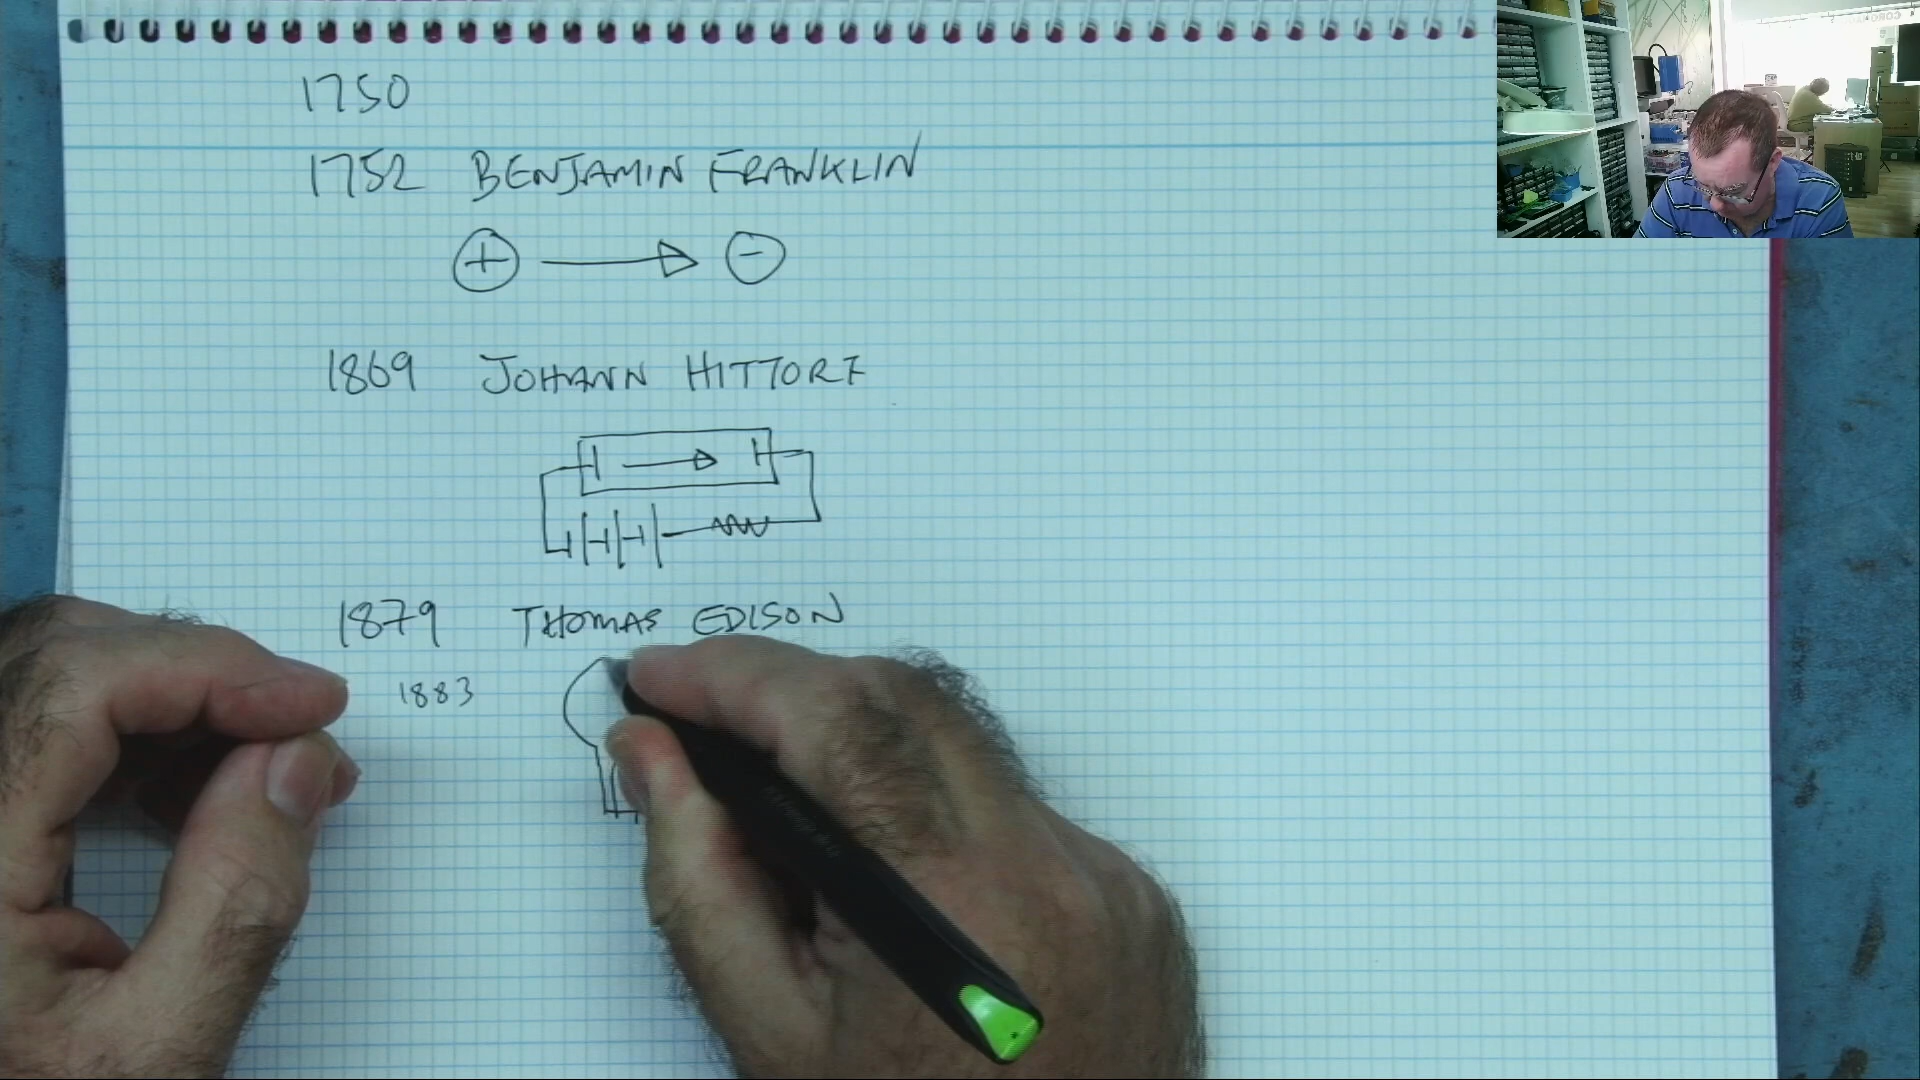 1750
1752 BENJAMIN FRANKLIN
+ −
1869 JOHANN HITTORF
1879 THOMAS EDISON
1883